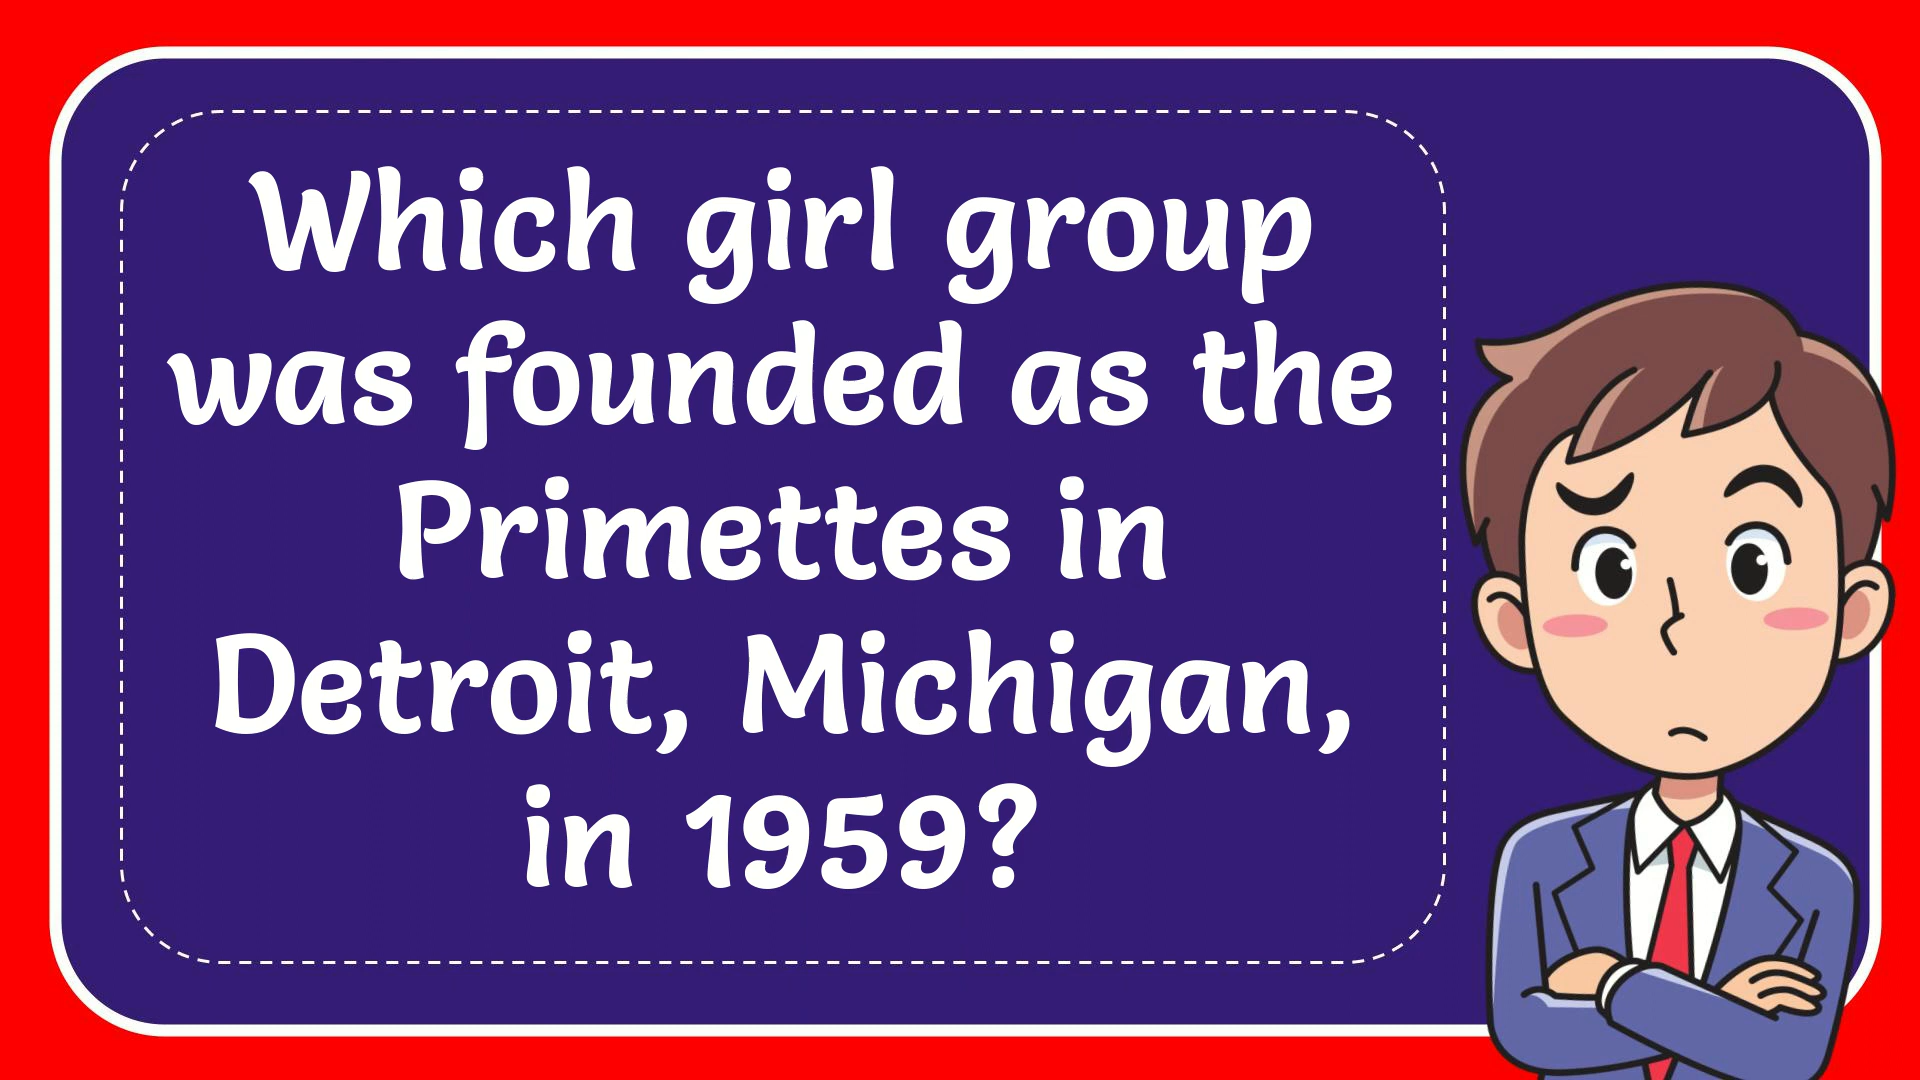 Which girl group
was founded as the
Primettes in
Detroit, Michigan,
in 1959?